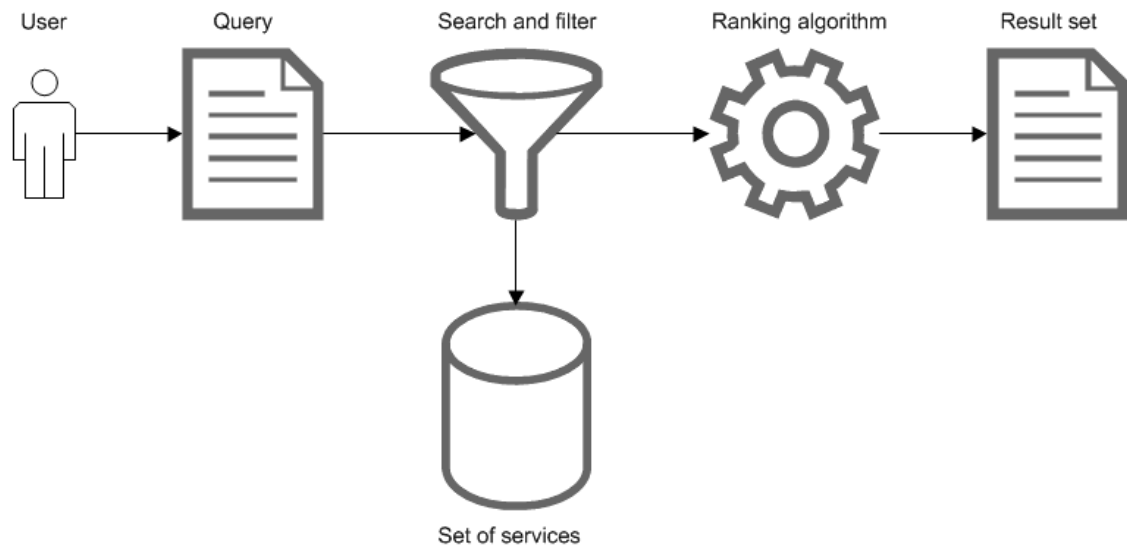 User
Query
Search and filter
Ranking algorithm
Result set
Set of services